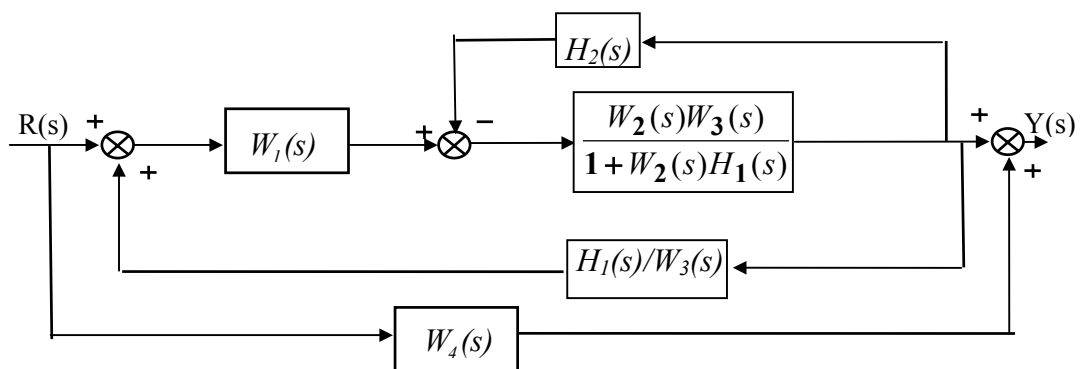 H₂(s)
R(s) + − + W₂(s)W₃(s) + Y(s)
W₁(s) 1 + W₂(s)H₁(s)
+ +
H₁(s)/W₃(s)
W₄(s)